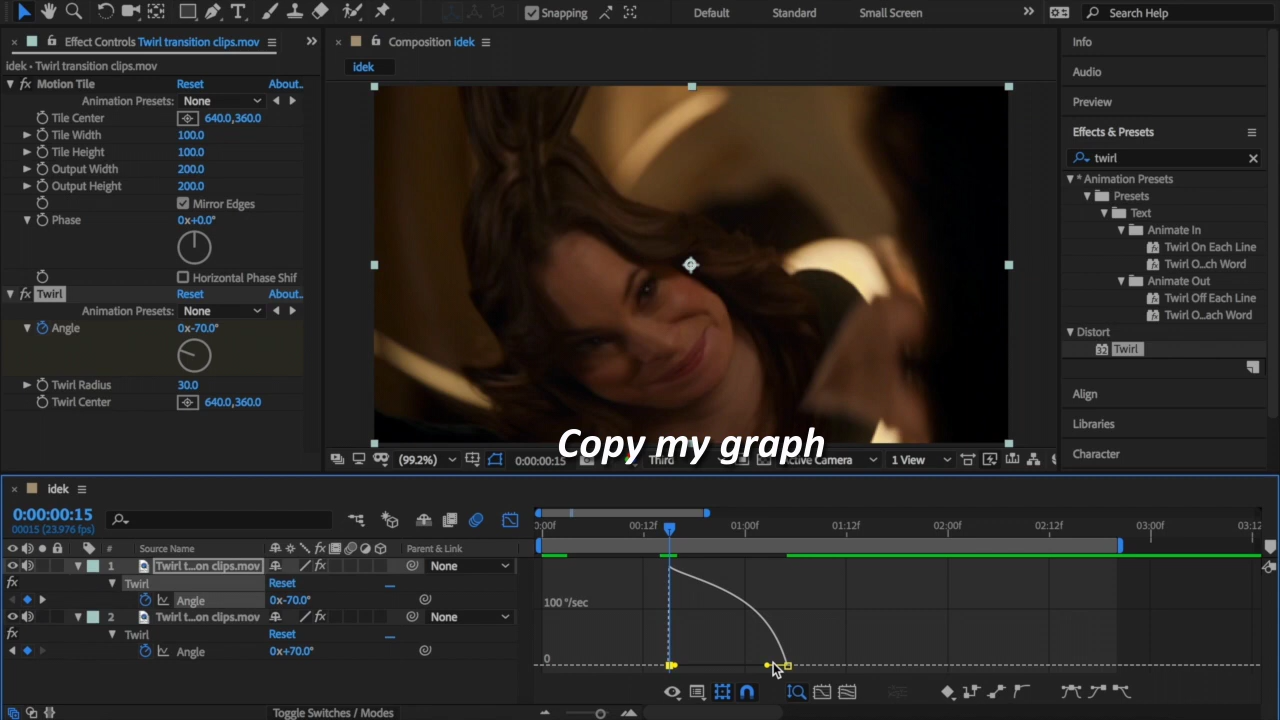 Snapping
Default
Standard
Small Screen
Search Help
Effect Controls Twirl transition clips.mov
Composition idek
Info
idek • Twirl transition clips.mov
idek
Motion Tile Reset About..
Audio
Animation Presets: None
Preview
Tile Center 640.0,360.0
Tile Width 100.0
Effects & Presets
Tile Height 100.0
twirl
Output Width 200.0
* Animation Presets
Output Height 200.0
Presets
Mirror Edges
Text
Phase 0x+0.0°
Animate In
Twirl On Each Line
Twirl O...ch Word
Horizontal Phase Shif
Animate Out
Twirl Reset About..
Twirl Off Each Line
Animation Presets: None
Twirl O...ach Word
Angle 0x-70.0°
Distort
32 Twirl
Twirl Radius 30.0
Twirl Center 640.0,360.0
Align
Libraries
Copy my graph
Character
(99.2%) 0:00:00:15 Third Active Camera 1 View
idek
0:00:00:15
00015 (23.976 fps)
:00f 00:12f 01:00f 01:12f 02:00f 02:12f 03:00f 03:12
# Source Name Parent & Link
1 Twirl t...on clips.mov fx None
fx Twirl Reset
Angle 0x-70.0°
100 °/sec
2 Twirl t...on clips.mov fx None
fx Twirl Reset
Angle 0x+70.0°
0
Toggle Switches / Modes